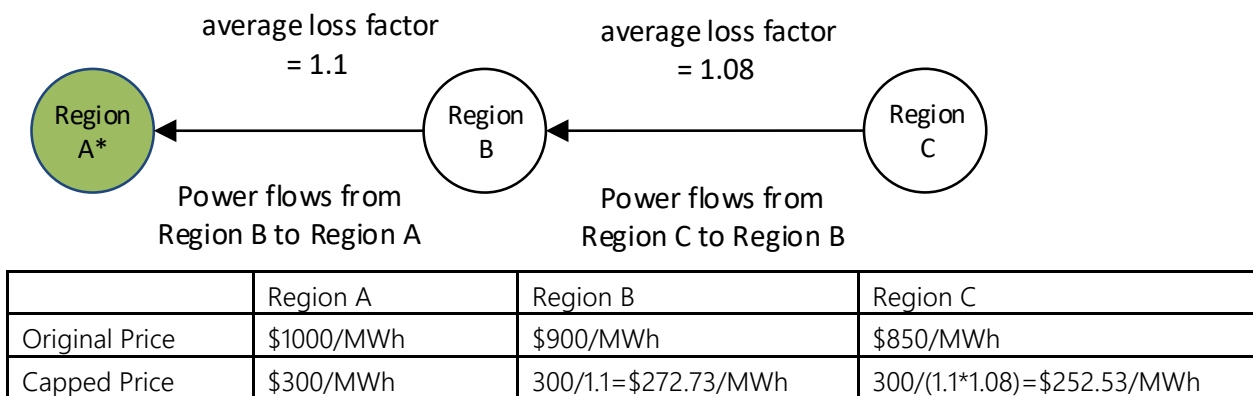 average loss factor
= 1.1
average loss factor
= 1.08
Region
A*
Region
B
Region
C
Power flows from
Region B to Region A
Power flows from
Region C to Region B
Region A Region B Region C
Original Price $1000/MWh $900/MWh $850/MWh
Capped Price $300/MWh 300/1.1=$272.73/MWh 300/(1.1*1.08)=$252.53/MWh